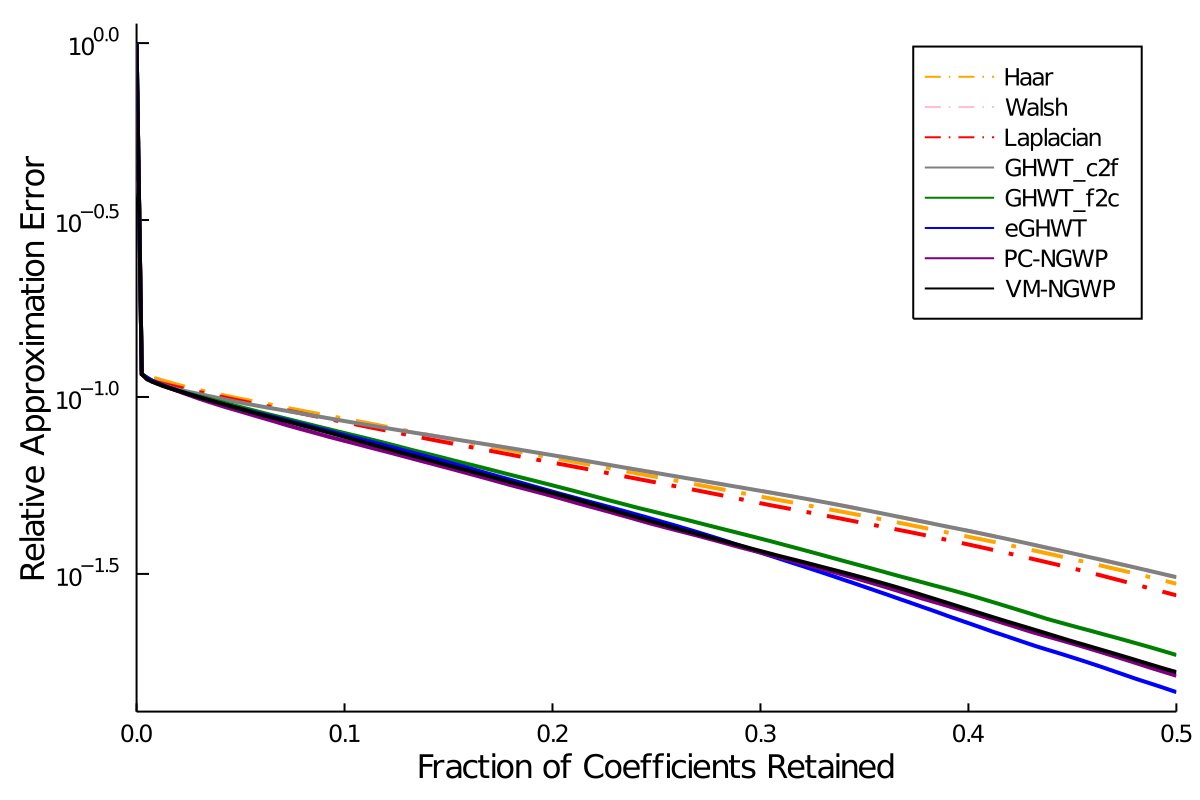 Relative Approximation Error
10^0.0
10^−0.5
10^−1.0
10^−1.5
Haar
Walsh
Laplacian
GHWT_c2f
GHWT_f2c
eGHWT
PC-NGWP
VM-NGWP
0.0 0.1 0.2 0.3 0.4 0.5
Fraction of Coefficients Retained